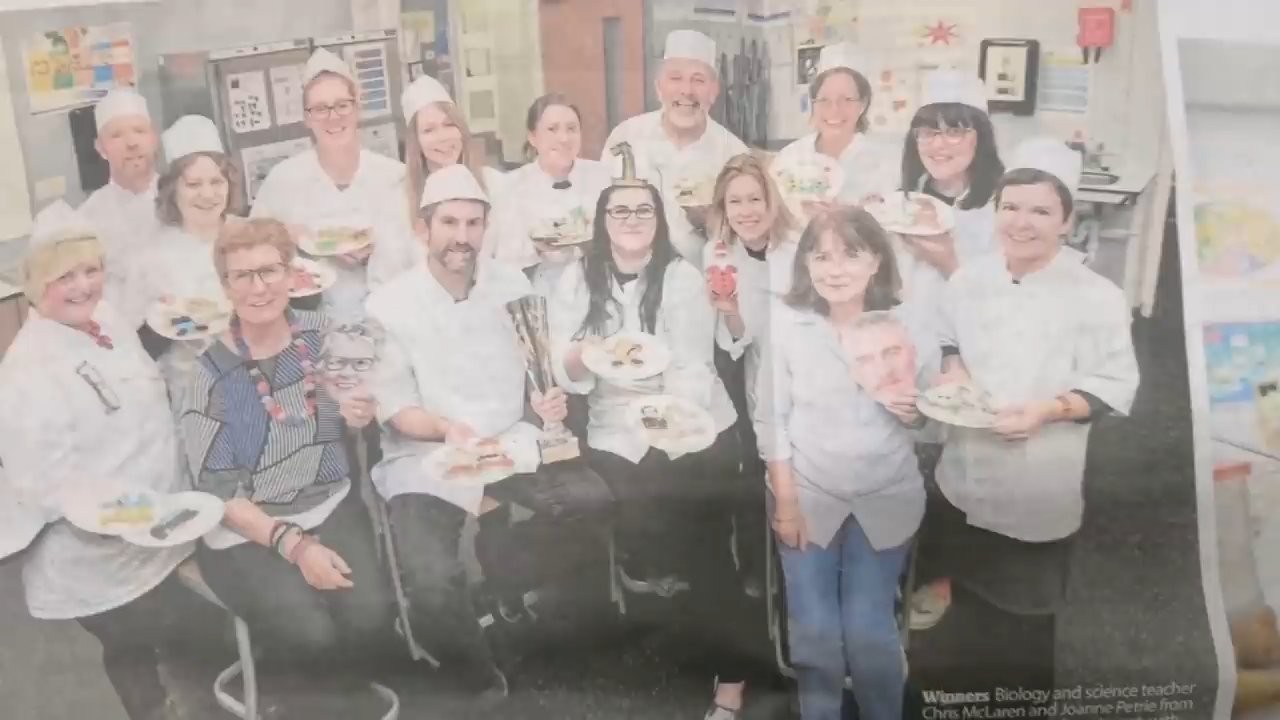 Winners Biology and science teacher
Chris McLaren and Joanne Petrie from